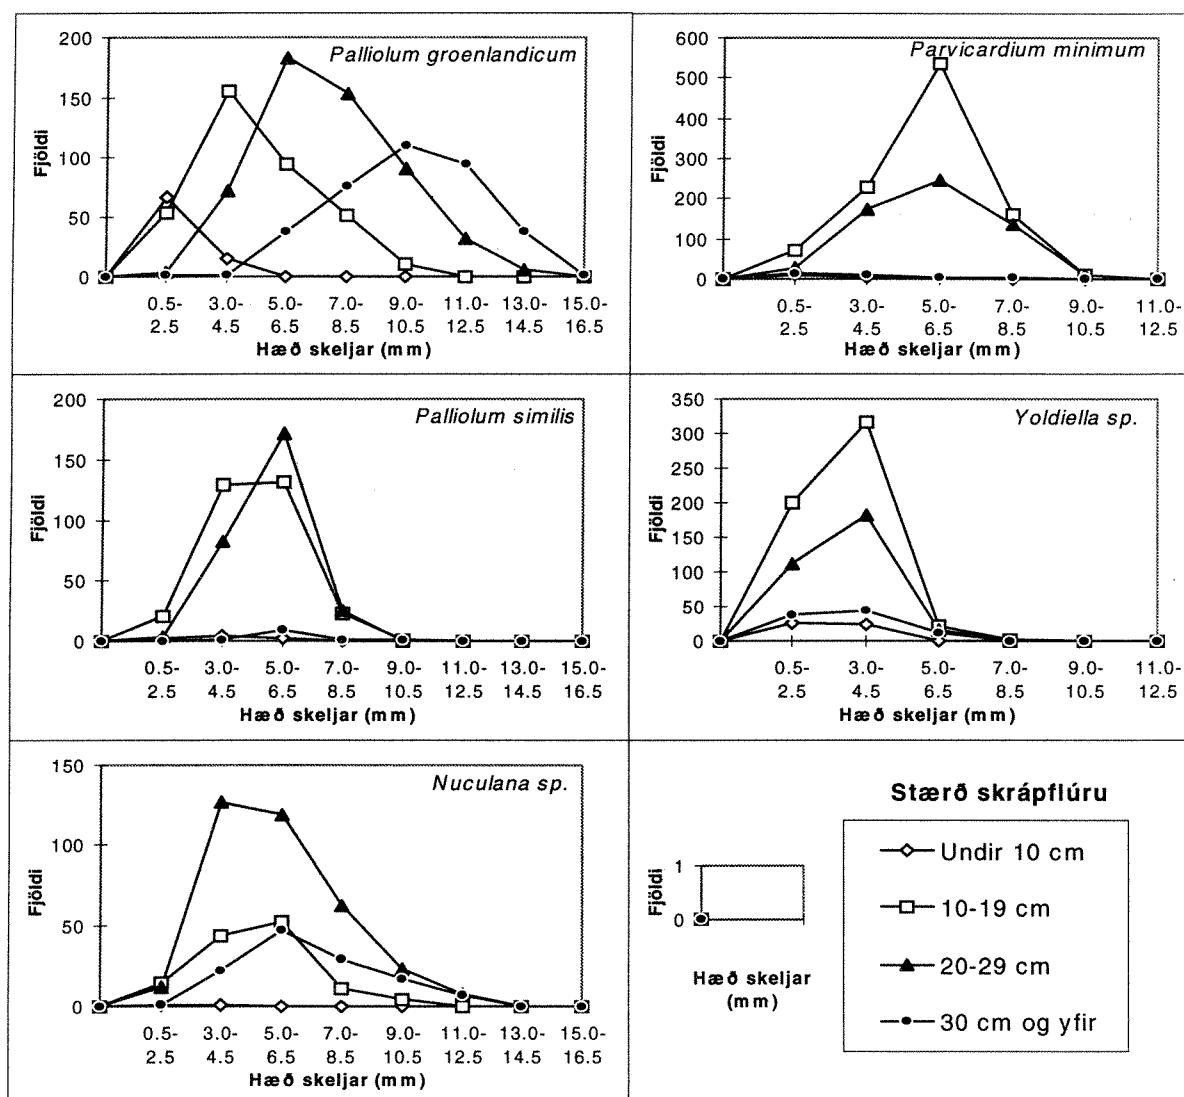 Palliolum groenlandicum
200
150
100
50
0
Fjöldi
0.5- 3.0- 5.0- 7.0- 9.0- 11.0- 13.0- 15.0-
2.5 4.5 6.5 8.5 10.5 12.5 14.5 16.5
Hæð skeljar (mm)
Parvicardium minimum
600
500
400
300
200
100
0
Fjöldi
0.5- 3.0- 5.0- 7.0- 9.0- 11.0-
2.5 4.5 6.5 8.5 10.5 12.5
Hæð skeljar (mm)
Palliolum similis
200
150
100
50
0
Fjöldi
0.5- 3.0- 5.0- 7.0- 9.0- 11.0- 13.0- 15.0-
2.5 4.5 6.5 8.5 10.5 12.5 14.5 16.5
Hæð skeljar (mm)
Yoldiella sp.
350
300
250
200
150
100
50
0
Fjöldi
0.5- 3.0- 5.0- 7.0- 9.0- 11.0-
2.5 4.5 6.5 8.5 10.5 12.5
Hæð skeljar (mm)
Nuculana sp.
150
100
50
0
Fjöldi
0.5- 3.0- 5.0- 7.0- 9.0- 11.0- 13.0- 15.0-
2.5 4.5 6.5 8.5 10.5 12.5 14.5 16.5
Hæð skeljar (mm)
1
0
Fjöldi
Hæð skeljar
(mm)
Stærð skrápflúru
Undir 10 cm
10-19 cm
20-29 cm
30 cm og yfir